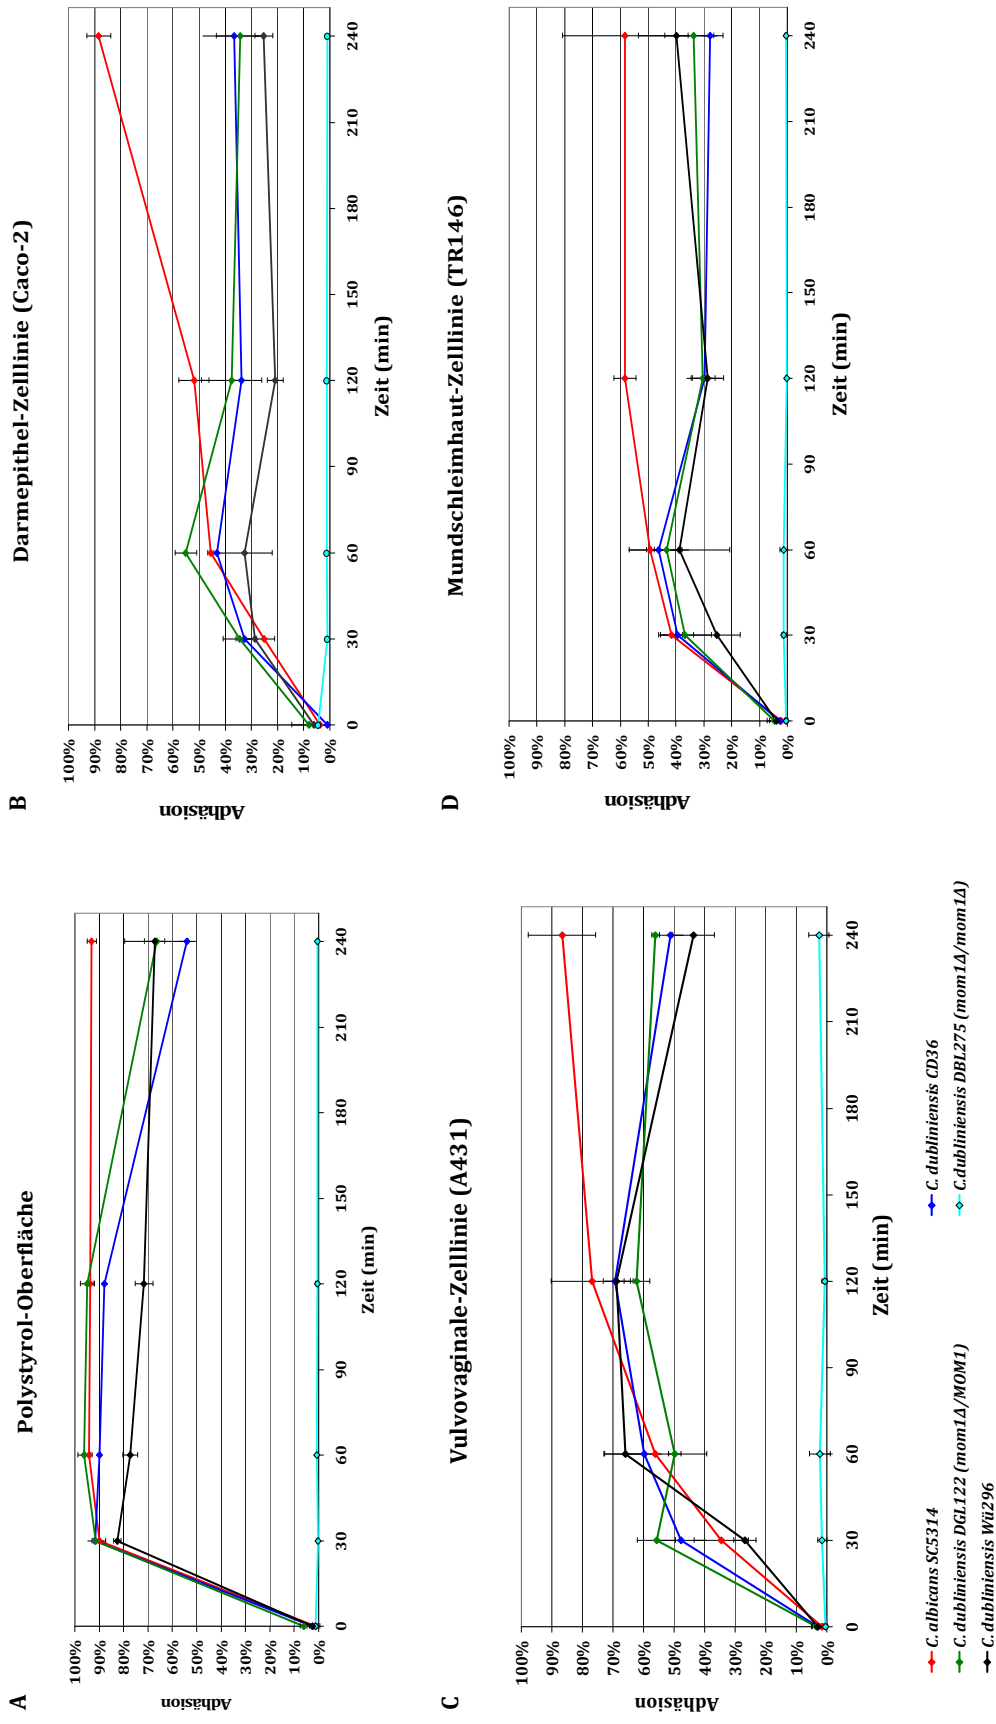 A
Polystyrol-Oberfläche
Adhäsion
100%
90%
80%
70%
60%
50%
40%
30%
20%
10%
0%
0 30 60 90 120 150 180 210 240
Zeit (min)
B
Darmepithel-Zelllinie (Caco-2)
Adhäsion
100%
90%
80%
70%
60%
50%
40%
30%
20%
10%
0%
0 30 60 90 120 150 180 210 240
Zeit (min)
C
Vulvovaginale-Zelllinie (A431)
Adhäsion
100%
90%
80%
70%
60%
50%
40%
30%
20%
10%
0%
0 30 60 90 120 150 180 210 240
Zeit (min)
D
Mundschleimhaut-Zelllinie (TR146)
Adhäsion
100%
90%
80%
70%
60%
50%
40%
30%
20%
10%
0%
0 30 60 90 120 150 180 210 240
Zeit (min)
C. albicans SC5314
C. dubliniensis CD36
C. dubliniensis DGL122 (mom1Δ/MOM1)
C.dubliniensis DBL275 (mom1Δ/mom1Δ)
C. dubliniensis Wü296